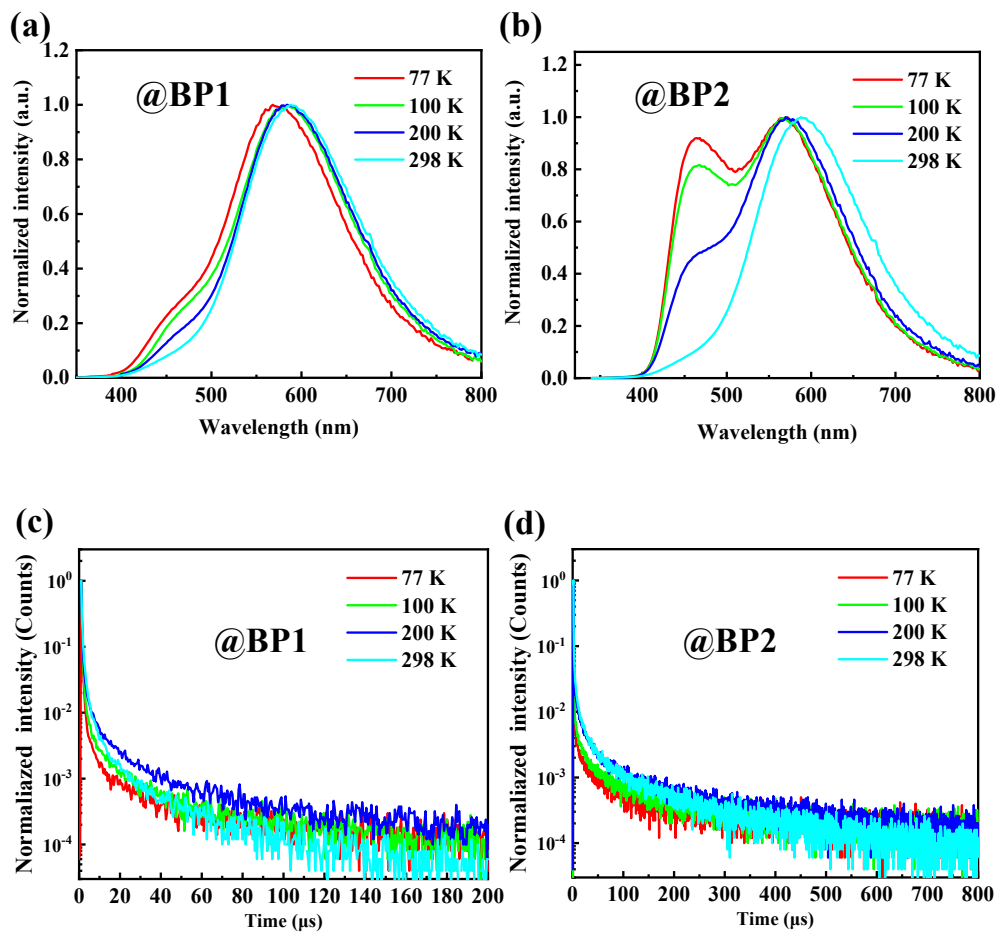 (a)
Normalized intensity (a.u.)
1.2
1.0
0.8
0.6
0.4
0.2
0.0
@BP1
77 K
100 K
200 K
298 K
400 500 600 700 800
Wavelength (nm)
(b)
Normalized intensity (a.u.)
1.2
1.0
0.8
0.6
0.4
0.2
0.0
@BP2
77 K
100 K
200 K
298 K
400 500 600 700 800
Wavelength (nm)
(c)
Normaliazed intensity (Counts)
10^0
10^-1
10^-2
10^-3
10^-4
@BP1
77 K
100 K
200 K
298 K
0 20 40 60 80 100 120 140 160 180 200
Time (μs)
(d)
Normaliazed intensity (Counts)
10^0
10^-1
10^-2
10^-3
10^-4
@BP2
77 K
100 K
200 K
298 K
0 100 200 300 400 500 600 700 800
Time (μs)